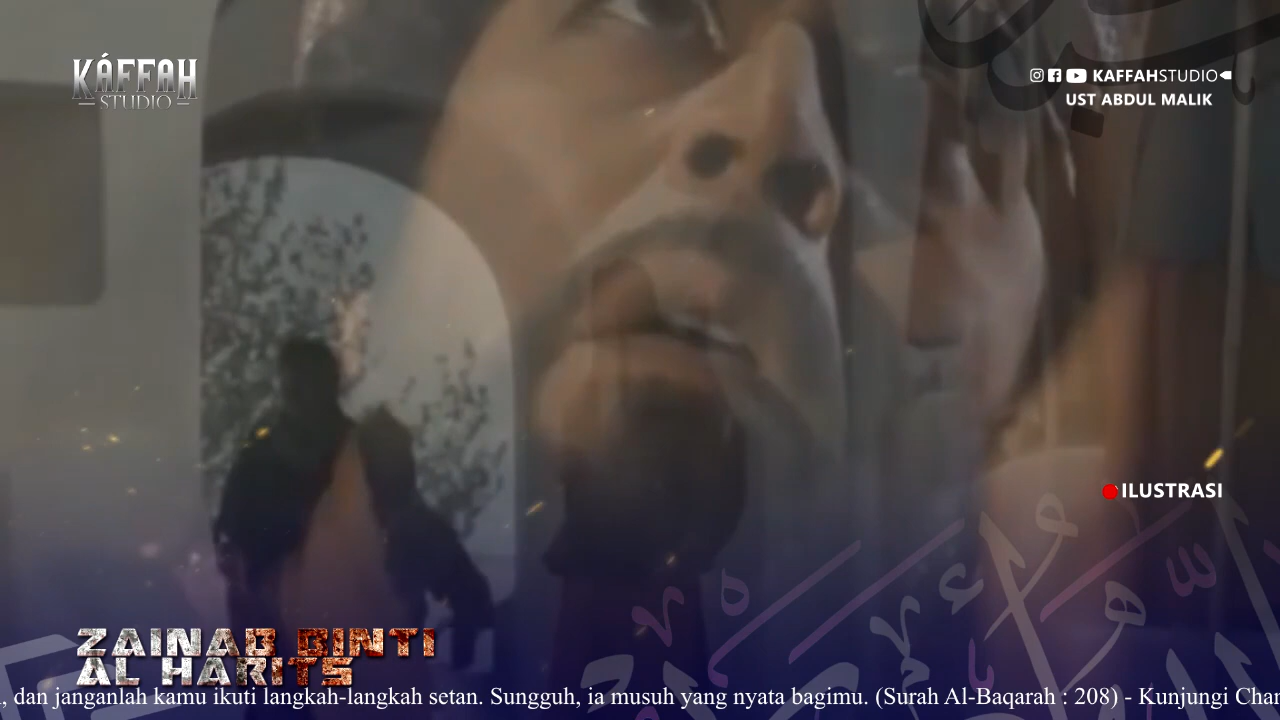 KÁFFAH
STUDIO
KAFFAHSTUDIO
UST ABDUL MALIK
ILUSTRASI
ZAINAB BINTI
AL HARITS
, dan janganlah kamu ikuti langkah-langkah setan. Sungguh, ia musuh yang nyata bagimu. (Surah Al-Baqarah : 208) - Kunjungi Chan